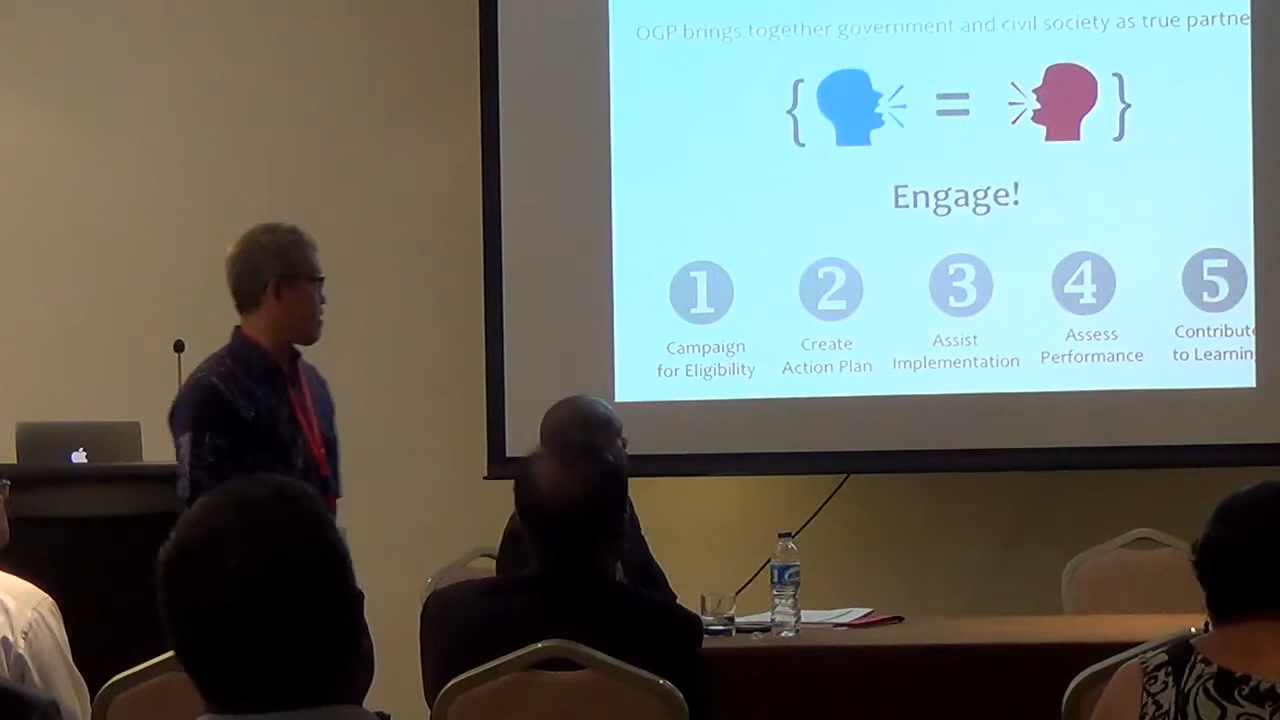 OGP brings together government and civil society as true partne
{ = }
Engage!
1 2 3 4 5
Campaign for Eligibility
Create Action Plan
Assist Implementation
Assess Performance
Contribute to Learnin